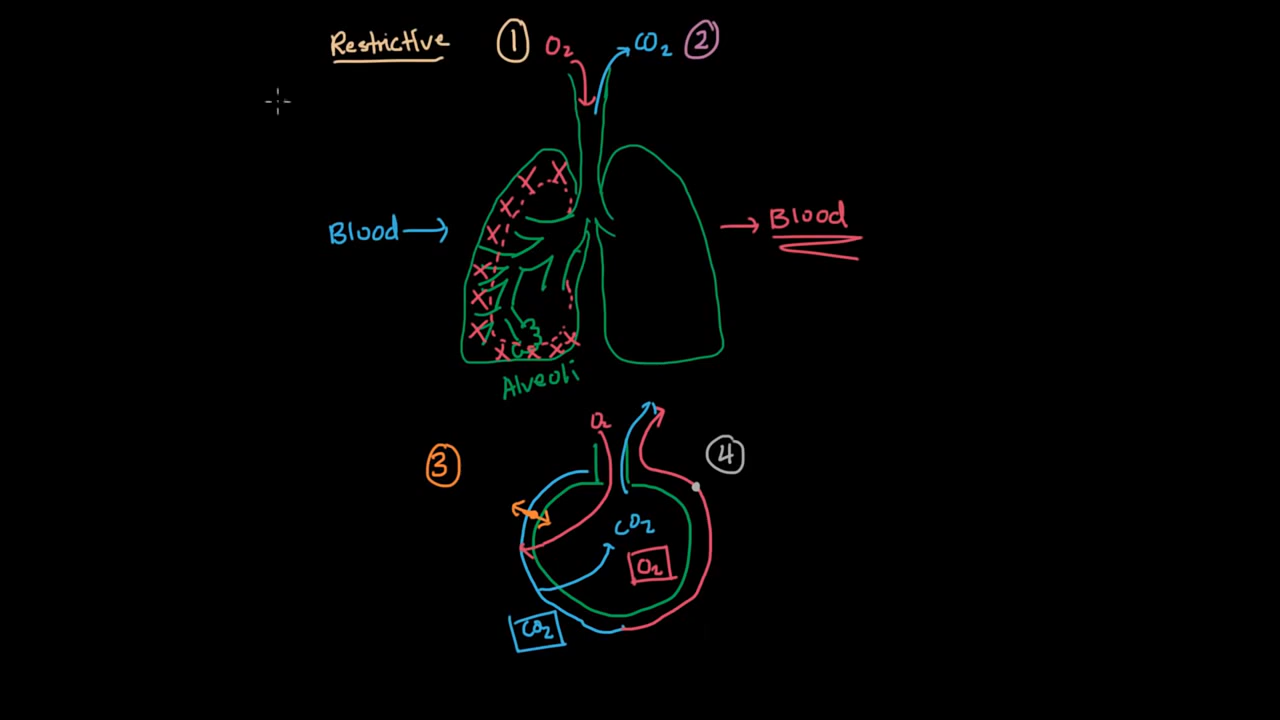 Restrictive
1
O2
CO2
2
Blood
Blood
X X X X X X X X X X X
Alveoli
O2
3
4
CO2
O2
CO2